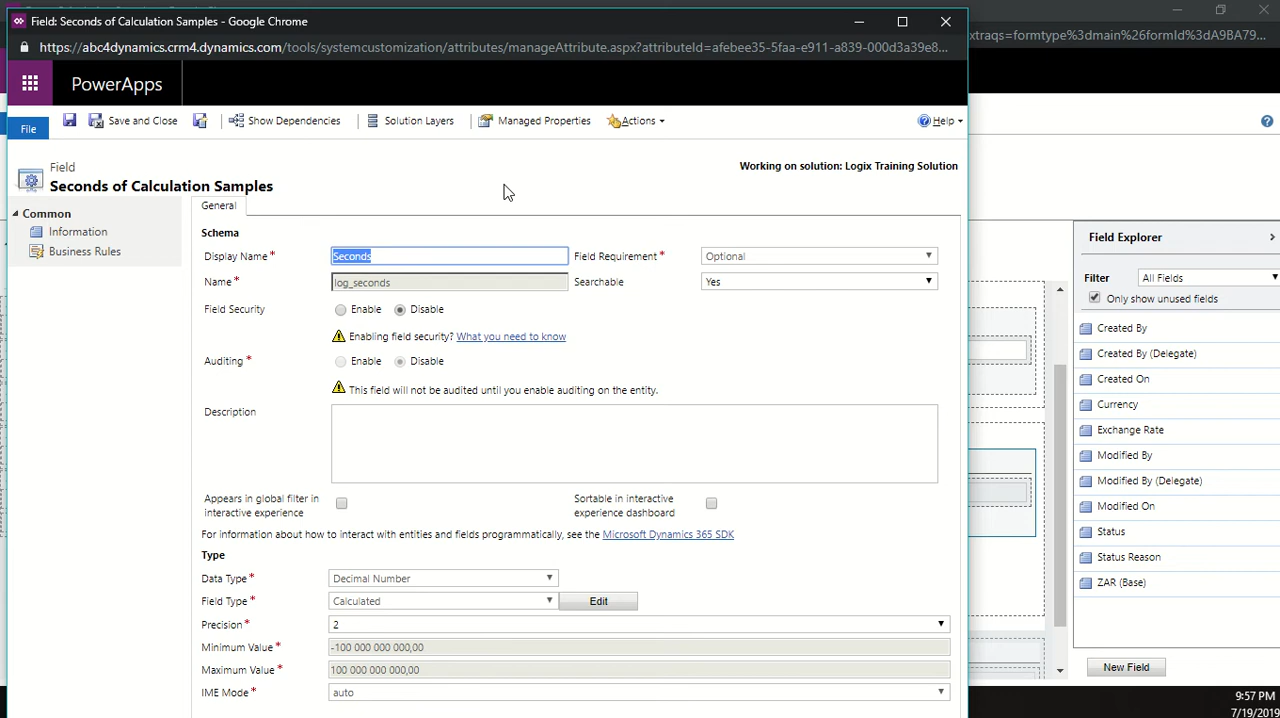 Field: Seconds of Calculation Samples - Google Chrome
https://abc4dynamics.crm4.dynamics.com/tools/systemcustomization/attributes/manageAttribute.aspx?attributeId=afebee35-5faa-e911-a839-000d3a39e8...
xtraqs=formtype%3dmain%26formId%3dA9BA79...
PowerApps
File
Save and Close
Show Dependencies
Solution Layers
Managed Properties
Actions
Help
Field
Seconds of Calculation Samples
Working on solution: Logix Training Solution
Common
Information
Business Rules
General
Schema
Display Name* Seconds Field Requirement* Optional
Name* log_seconds Searchable Yes
Field Security Enable Disable
Enabling field security? What you need to know
Auditing* Enable Disable
This field will not be audited until you enable auditing on the entity.
Description
Appears in global filter in interactive experience
Sortable in interactive experience dashboard
For information about how to interact with entities and fields programmatically, see the Microsoft Dynamics 365 SDK
Type
Data Type* Decimal Number
Field Type* Calculated Edit
Precision* 2
Minimum Value* -100 000 000 000,00
Maximum Value* 100 000 000 000,00
IME Mode* auto
Field Explorer
Filter All Fields
Only show unused fields
Created By
Created By (Delegate)
Created On
Currency
Exchange Rate
Modified By
Modified By (Delegate)
Modified On
Status
Status Reason
ZAR (Base)
New Field
9:57 PM
7/19/2019